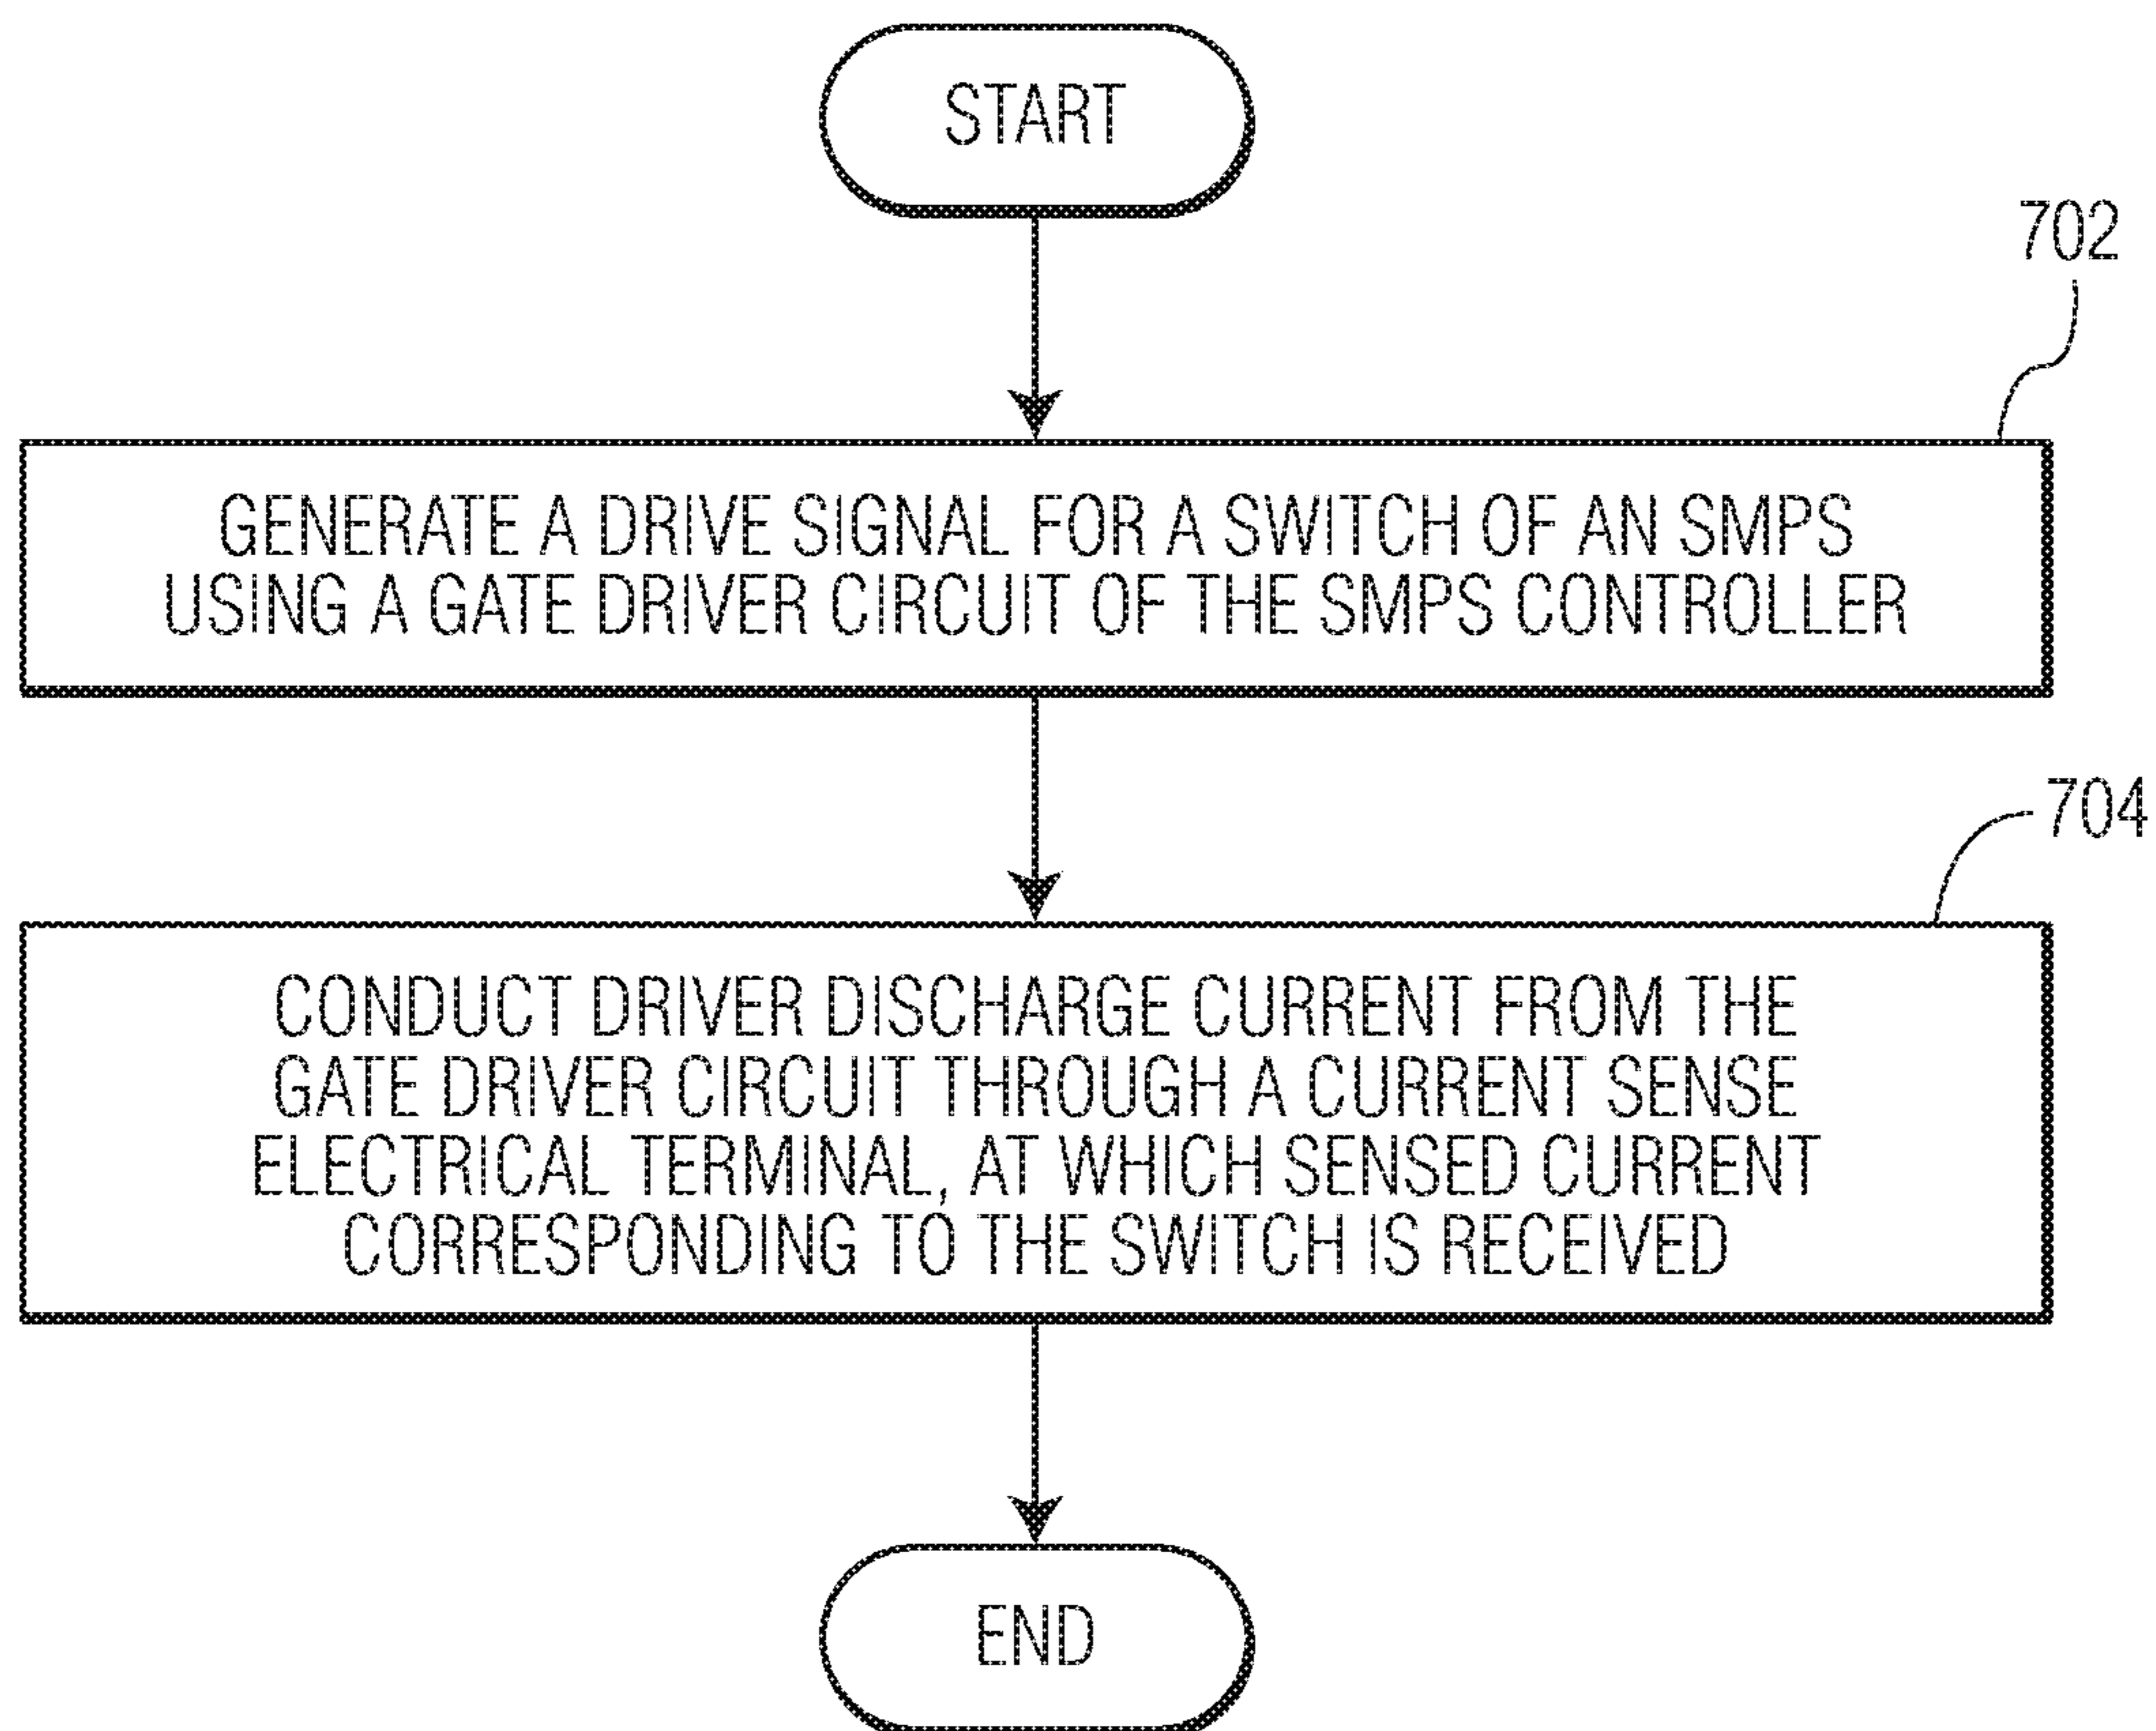 START
702
GENERATE A DRIVE SIGNAL FOR A SWITCH OF AN SMPS
USING A GATE DRIVER CIRCUIT OF THE SMPS CONTROLLER
704
CONDUCT DRIVER DISCHARGE CURRENT FROM THE
GATE DRIVER CIRCUIT THROUGH A CURRENT SENSE
ELECTRICAL TERMINAL, AT WHICH SENSED CURRENT
CORRESPONDING TO THE SWITCH IS RECEIVED
END